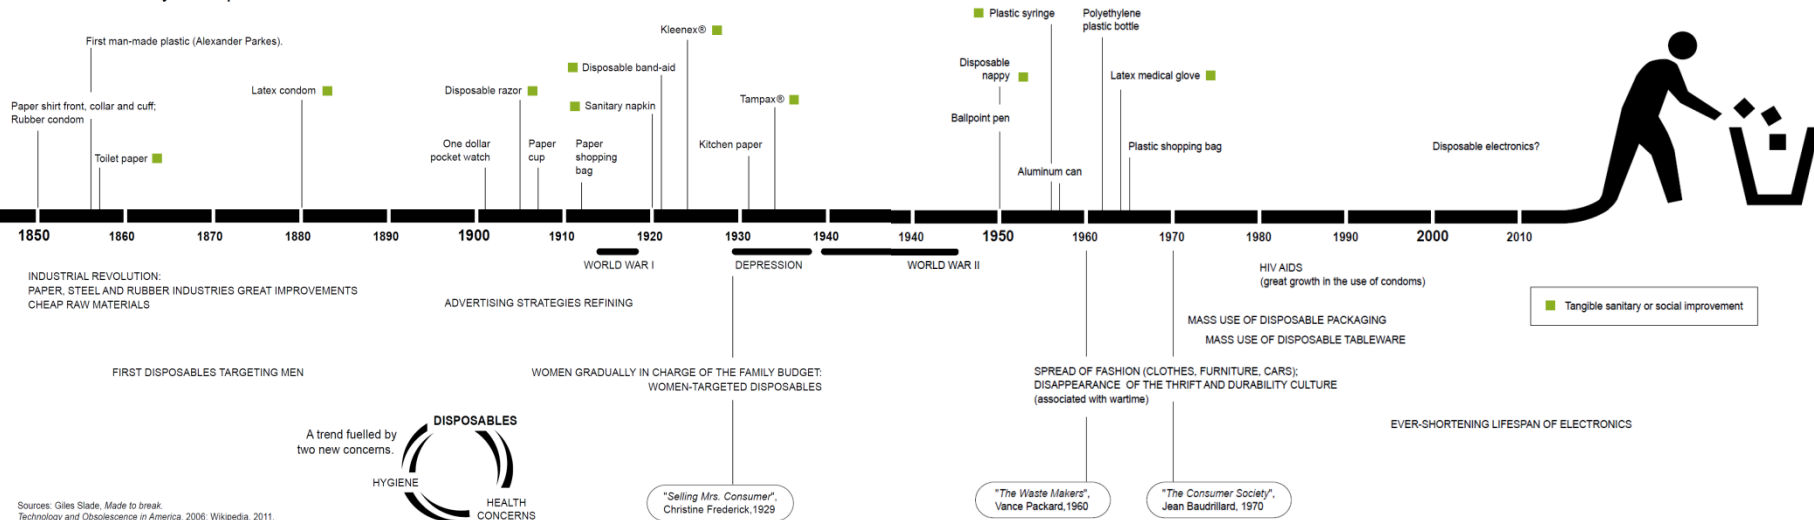 First man-made plastic (Alexander Parkes).
Paper shirt front, collar and cuff;
Rubber condom
Toilet paper
Latex condom
Disposable razor
One dollar
pocket watch
Paper
cup
Kleenex®
Disposable band-aid
Sanitary napkin
Paper
shopping
bag
Tampax®
Kitchen paper
Plastic syringe
Polyethylene
plastic bottle
Disposable
nappy
Ballpoint pen
Latex medical glove
Aluminum can
Plastic shopping bag
Disposable electronics?
1850 1860 1870 1880 1890 1900 1910 1920 1930 1940 1940 1950 1960 1970 1980 1990 2000 2010
WORLD WAR I
DEPRESSION
WORLD WAR II
INDUSTRIAL REVOLUTION:
PAPER, STEEL AND RUBBER INDUSTRIES GREAT IMPROVEMENTS
CHEAP RAW MATERIALS
ADVERTISING STRATEGIES REFINING
HIV AIDS
(great growth in the use of condoms)
Tangible sanitary or social improvement
MASS USE OF DISPOSABLE PACKAGING
MASS USE OF DISPOSABLE TABLEWARE
FIRST DISPOSABLES TARGETING MEN
WOMEN GRADUALLY IN CHARGE OF THE FAMILY BUDGET:
WOMEN-TARGETED DISPOSABLES
SPREAD OF FASHION (CLOTHES, FURNITURE, CARS);
DISAPPEARANCE OF THE THRIFT AND DURABILITY CULTURE
(associated with wartime)
EVER-SHORTENING LIFESPAN OF ELECTRONICS
A trend fuelled by
two new concerns.
DISPOSABLES
HYGIENE
HEALTH
CONCERNS
"Selling Mrs. Consumer",
Christine Frederick,1929
"The Waste Makers",
Vance Packard,1960
"The Consumer Society",
Jean Baudrillard, 1970
Sources: Giles Slade, Made to break.
Technology and Obsolescence in America, 2006; Wikipedia, 2011.